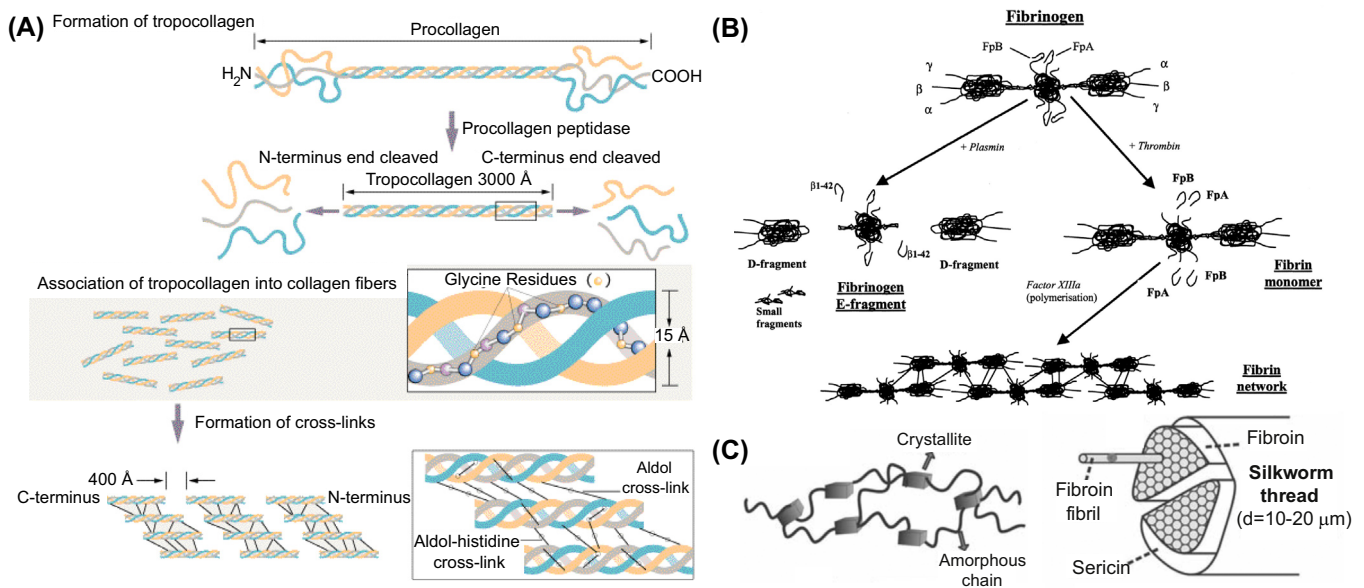 (A)
Formation of tropocollagen
Procollagen
H2N
COOH
Procollagen peptidase
N-terminus end cleaved
C-terminus end cleaved
Tropocollagen 3000 Å
Association of tropocollagen into collagen fibers
Glycine Residues ( )
15 Å
Formation of cross-links
400 Å
C-terminus
N-terminus
Aldol
cross-link
Aldol-histidine
cross-link
(B)
Fibrinogen
FpB
FpA
γ
β
α
α
β
γ
+ Plasmin
+ Thrombin
β1-42
FpB
FpA
D-fragment
β1-42
D-fragment
Fibrinogen
E-fragment
Small
fragments
FpB
FpA
Fibrin
monomer
Factor XIIIa
(polymerisation)
Fibrin
network
(C)
Crystallite
Amorphous
chain
Fibroin
Fibroin
fibril
Silkworm
thread
(d=10-20 µm)
Sericin